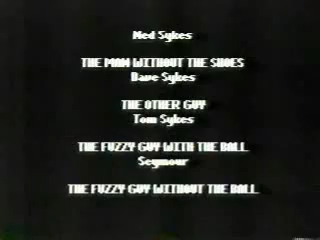 Ned Sykes
THE MAN WITHOUT THE SHOES
Dave Sykes
THE OTHER GUY
Tom Sykes
THE FUZZY GUY WITH THE BALL
Seymour
THE FUZZY GUY WITHOUT THE BALL